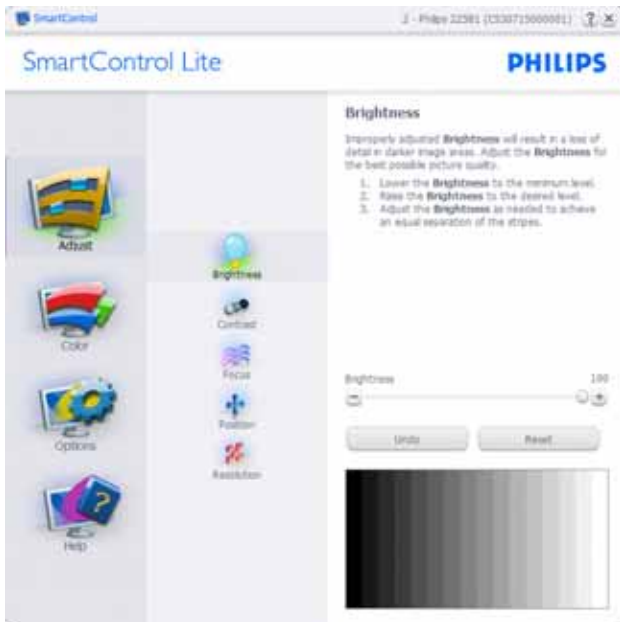 SmartControl
2 - Philips 225B1
SmartControl Lite
PHILIPS
Adjust
Color
Options
Help
Brightness
Contrast
Focus
Position
Resolution
Brightness
Improperly adjusted Brightness will result in a loss of
detail in darker image areas. Adjust the Brightness for
the best possible picture quality.
1. Lower the Brightness to the minimum level.
2. Raise the Brightness to the desired level.
3. Adjust the Brightness as needed to achieve
an equal separation of the stripes.
Brightness 100
Undo Reset